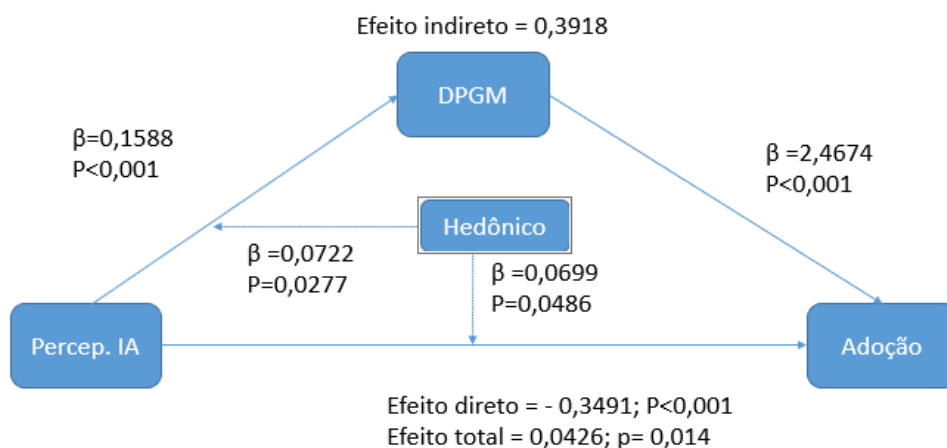 Efeito indireto = 0,3918
DPGM
β=0,1588
P<0,001
β =2,4674
P<0,001
Hedônico
β =0,0722
P=0,0277
β =0,0699
P=0,0486
Percep. IA
Adoção
Efeito direto = - 0,3491; P<0,001
Efeito total = 0,0426; p= 0,014